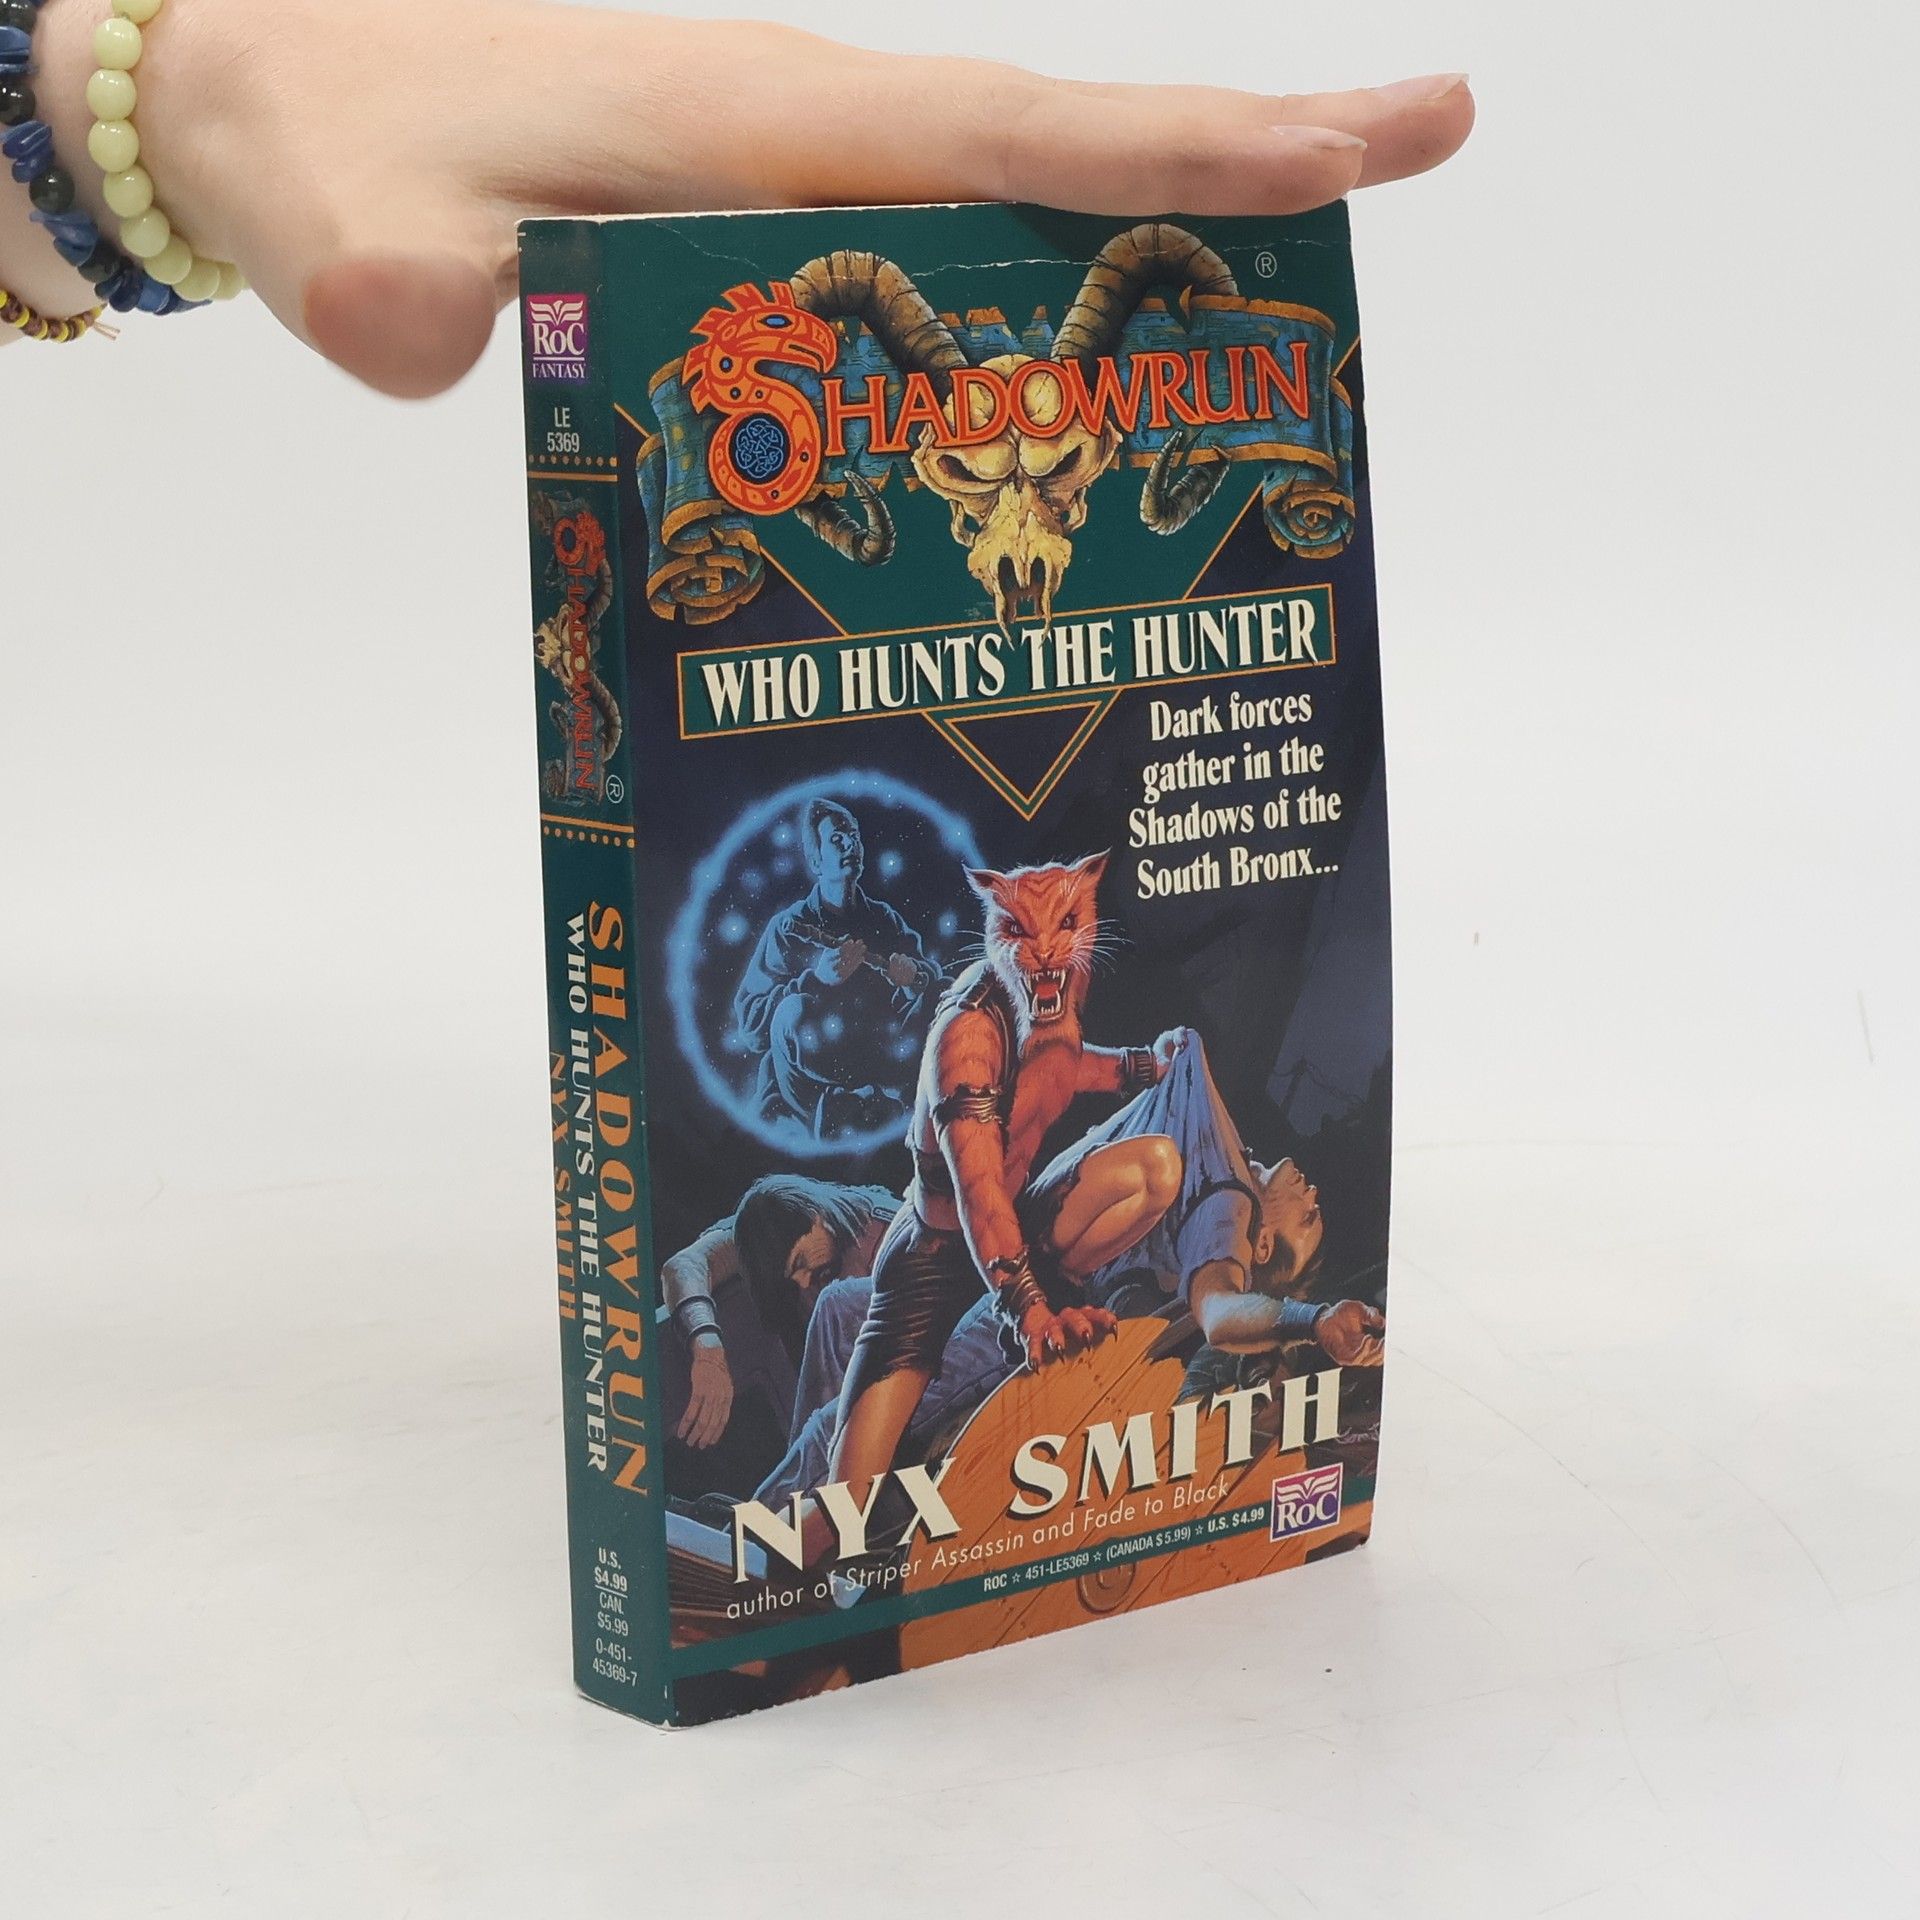 RoC
FANTASY
LE
5369
SHADOWRUN
®
SHADOWRUN
WHO HUNTS THE HUNTER
NYX SMITH
U.S.
$4.99
CAN.
$5.99
0-451-
45369-7
SHADOWRUN
®
WHO HUNTS THE HUNTER
Dark forces
gather in the
Shadows of the
South Bronx...
NYX SMITH
author of Striper Assassin and Fade to Black
ROC ☆ 451-LE5369 ☆ (CANADA $5.99) ☆ U.S. $4.99
RoC